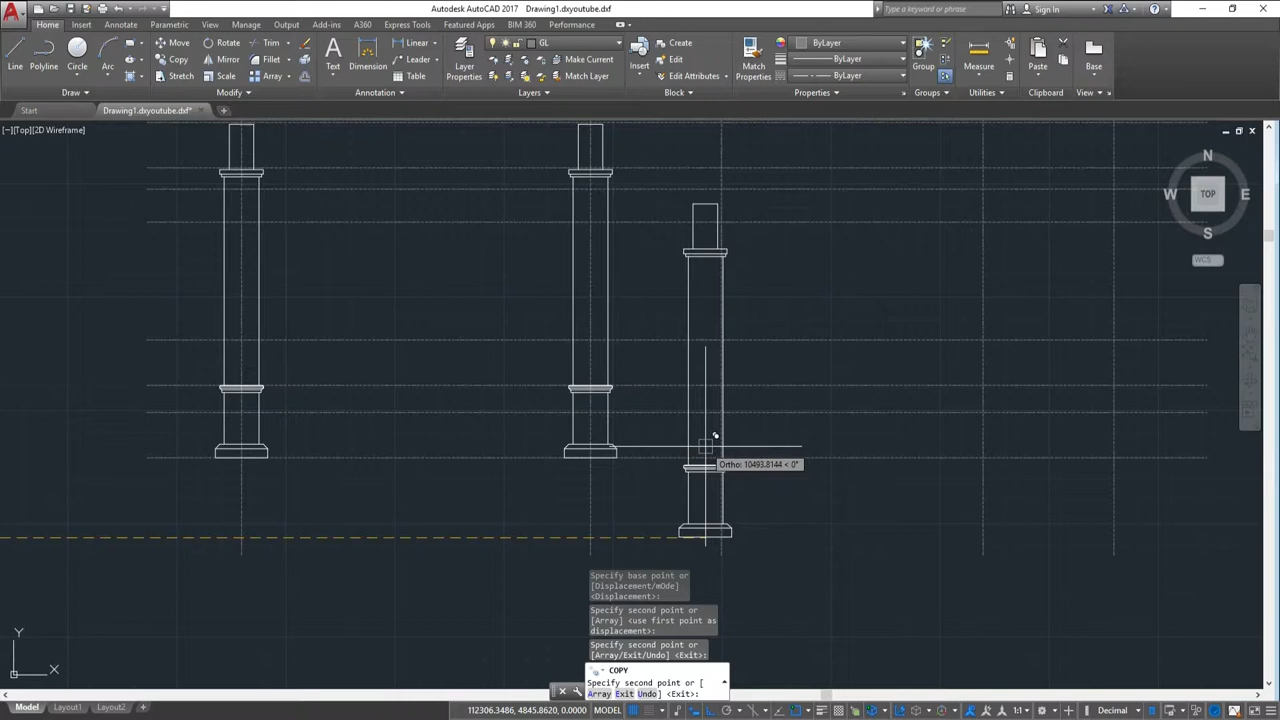 Autodesk AutoCAD 2017 Drawing1.dxyoutube.dxf
Type a keyword or phrase
Sign In
Home Insert Annotate Parametric View Manage Output Add-ins A360 Express Tools Featured Apps BIM 360 Performance
Line Polyline Circle Arc
Move Rotate Trim
Copy Mirror Fillet
Stretch Scale Array
Text Dimension
Linear
Leader
Table
Layer
Properties
GL
Make Current
Match Layer
Insert
Create
Edit
Edit Attributes
Match
Properties
ByLayer
ByLayer
ByLayer
Group
Measure
Paste
Base
Draw Modify Annotation Layers Block Properties Groups Utilities Clipboard View
Start Drawing1.dxyoutube.dxf*
[−][Top][2D Wireframe]
N
W TOP E
S
WCS
Ortho: 10493.8144 < 0°
Specify base point or
[Displacement/mOde]
<Displacement>:
Specify second point or
[Array] <use first point as
displacement>:
Specify second point or
[Array/Exit/Undo] <Exit>:
COPY
Specify second point or [
Array Exit Undo] <Exit>:
Y
X
Model Layout1 Layout2
112306.3486, 4845.8620, 0.0000 MODEL
1:1
Decimal